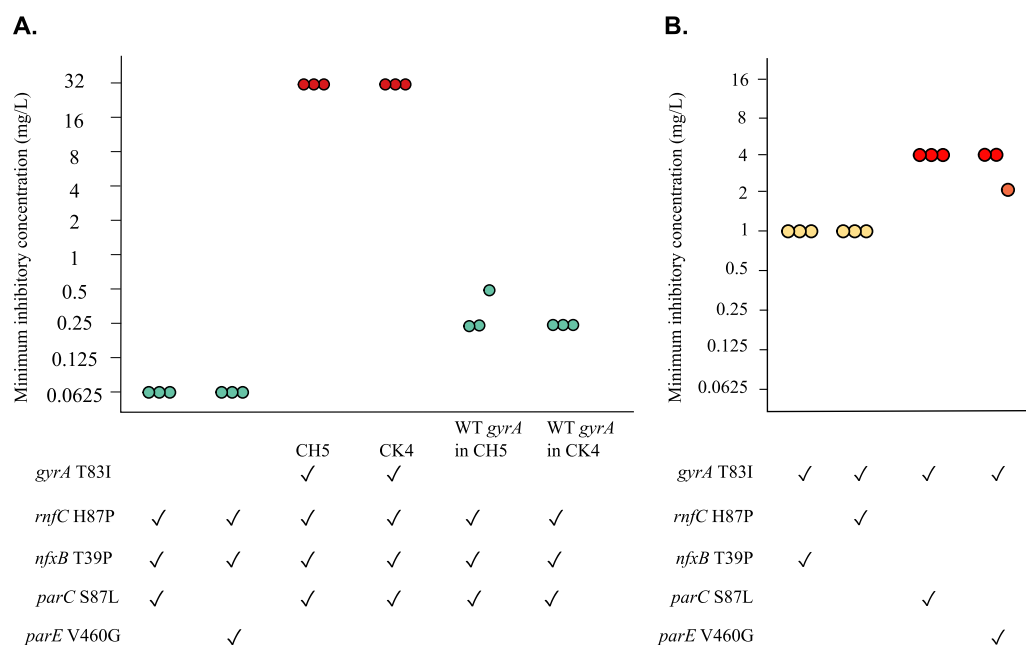 A.
Minimum inhibitory concentration (mg/L)
32
16
8
4
2
1
0.5
0.25
0.125
0.0625
CH5
CK4
WT gyrA
in CH5
WT gyrA
in CK4
gyrA T83I ✓ ✓
rnfC H87P ✓ ✓ ✓ ✓ ✓ ✓
nfxB T39P ✓ ✓ ✓ ✓ ✓ ✓
parC S87L ✓ ✓ ✓ ✓ ✓
parE V460G ✓
B.
Minimum inhibitory concentration (mg/L)
16
8
4
2
1
0.5
0.25
0.125
0.0625
gyrA T83I ✓ ✓ ✓ ✓
rnfC H87P ✓
nfxB T39P ✓
parC S87L ✓
parE V460G ✓